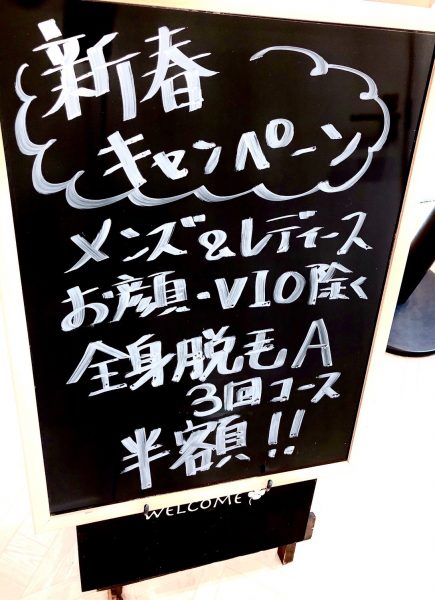 新春
キャンペーン
メンズ&レディース
お顔・VIO除く
全身脱毛A
3回コース
半額!!
WELCOME